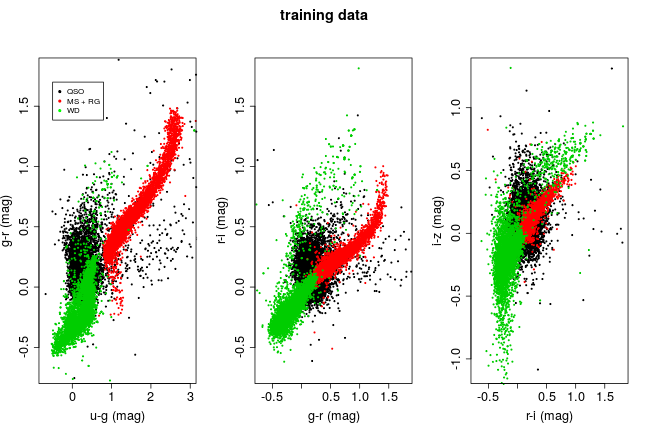 training data
QSO
MS + RG
WD
g-r (mag)
-0.5 0.0 0.5 1.0 1.5
0 1 2 3
u-g (mag)
r-i (mag)
-0.5 0.0 0.5 1.0 1.5
-0.5 0.0 0.5 1.0 1.5
g-r (mag)
i-z (mag)
-1.0 -0.5 0.0 0.5 1.0
-0.5 0.0 0.5 1.0 1.5
r-i (mag)